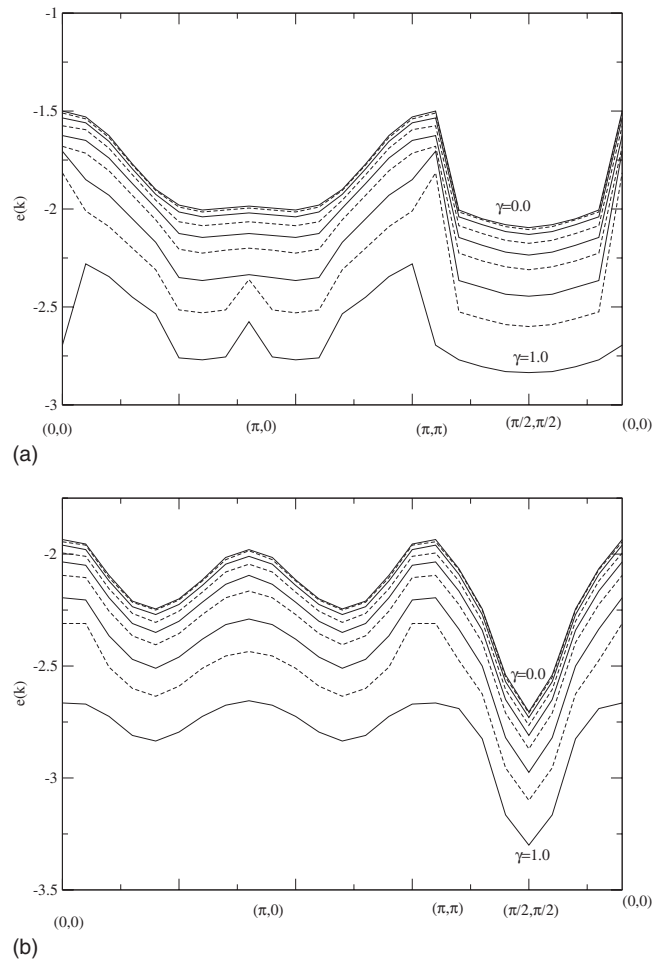 -1
-1.5
-2
-2.5
-3
e(k)
γ=0.0
γ=1.0
(0,0)
(π,0)
(π,π)
(π/2,π/2)
(0,0)
(a)
-2
-2.5
-3
-3.5
e(k)
γ=0.0
γ=1.0
(0,0)
(π,0)
(π,π)
(π/2,π/2)
(0,0)
(b)